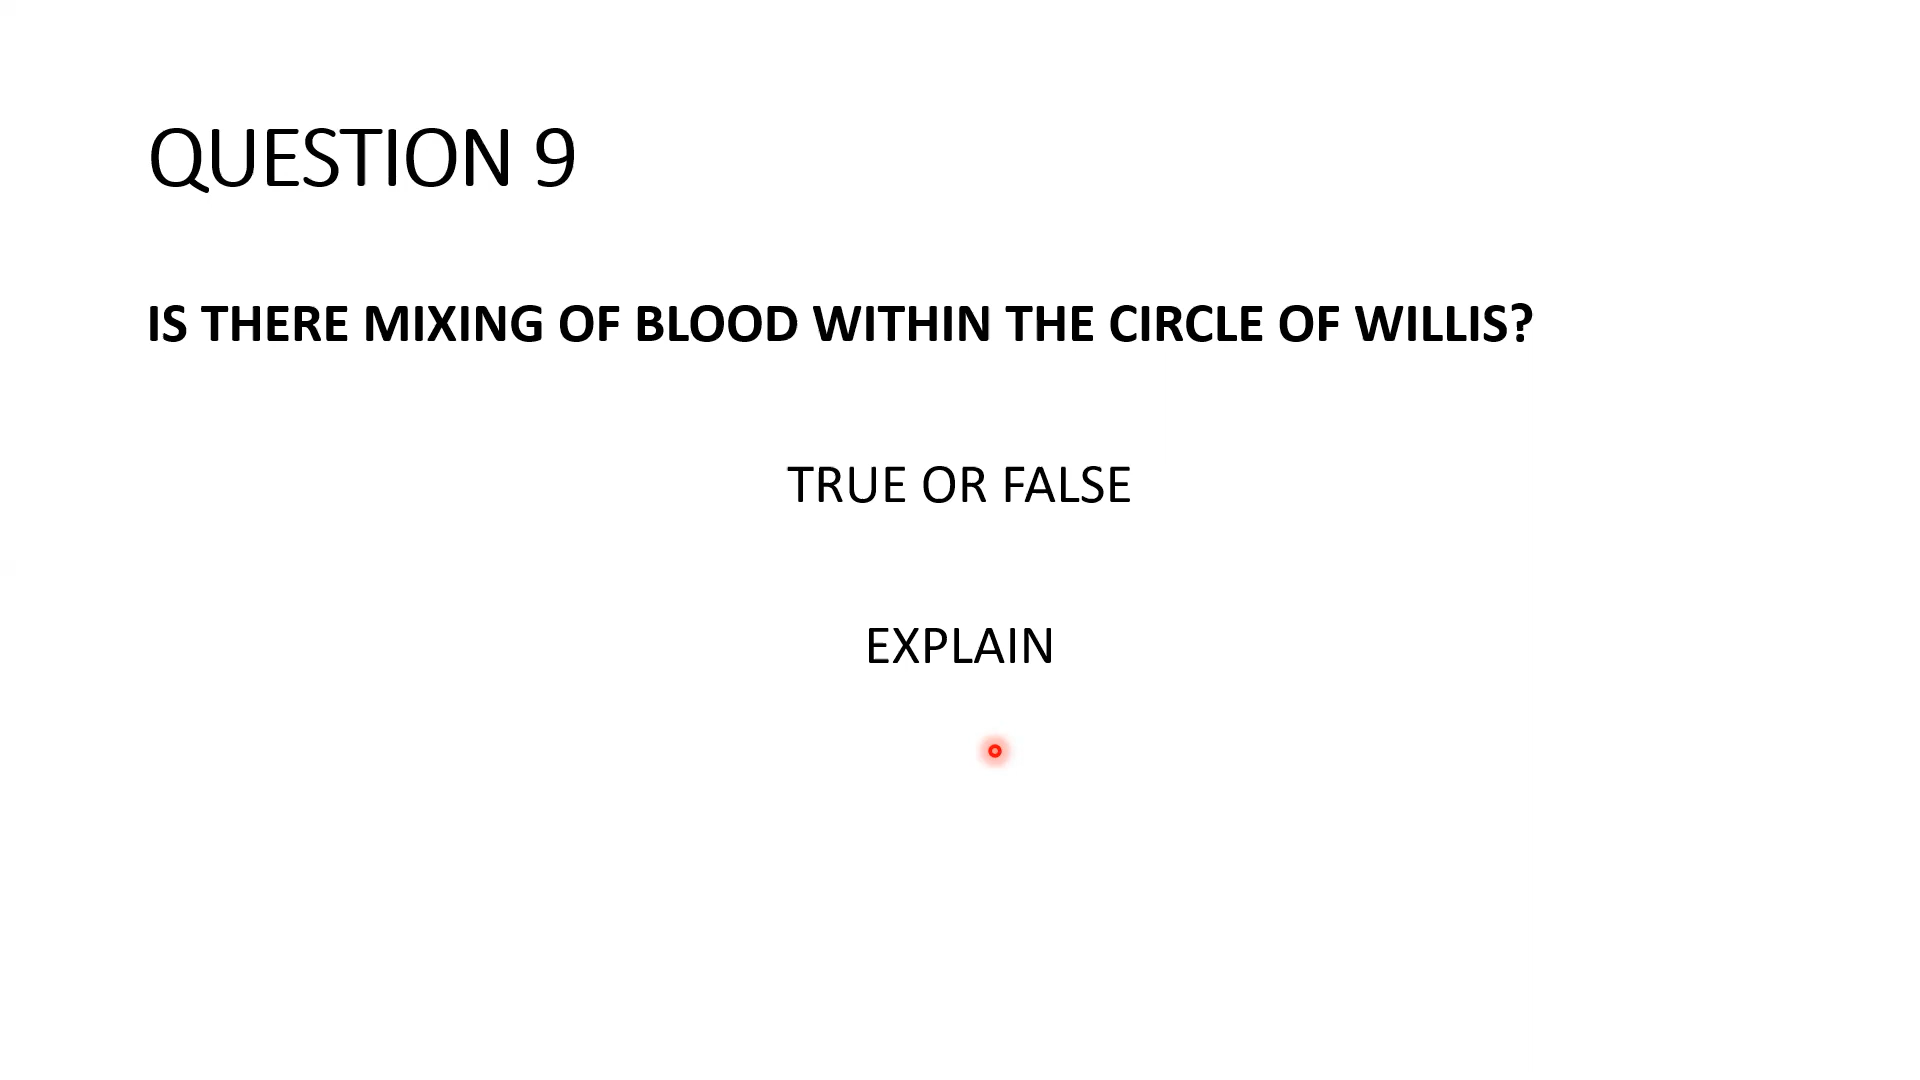 QUESTION 9
IS THERE MIXING OF BLOOD WITHIN THE CIRCLE OF WILLIS?
TRUE OR FALSE
EXPLAIN